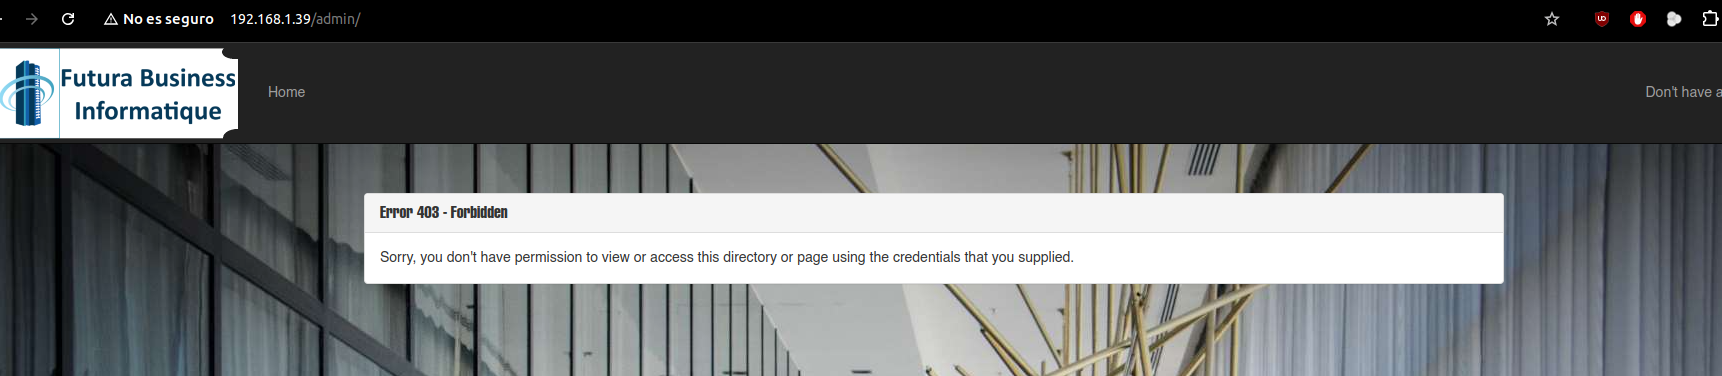 No es seguro 192.168.1.39/admin/
Futura Business
Informatique
Home
Don't have a
Error 403 - Forbidden
Sorry, you don't have permission to view or access this directory or page using the credentials that you supplied.